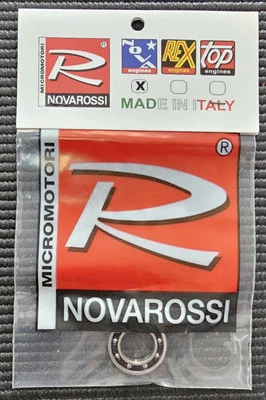 MICROMOTORI
R ®
NOVAROSSI
NOVA engines
REX engines
top engines
X
MADE IN ITALY
MICROMOTORI
R ®
NOVAROSSI